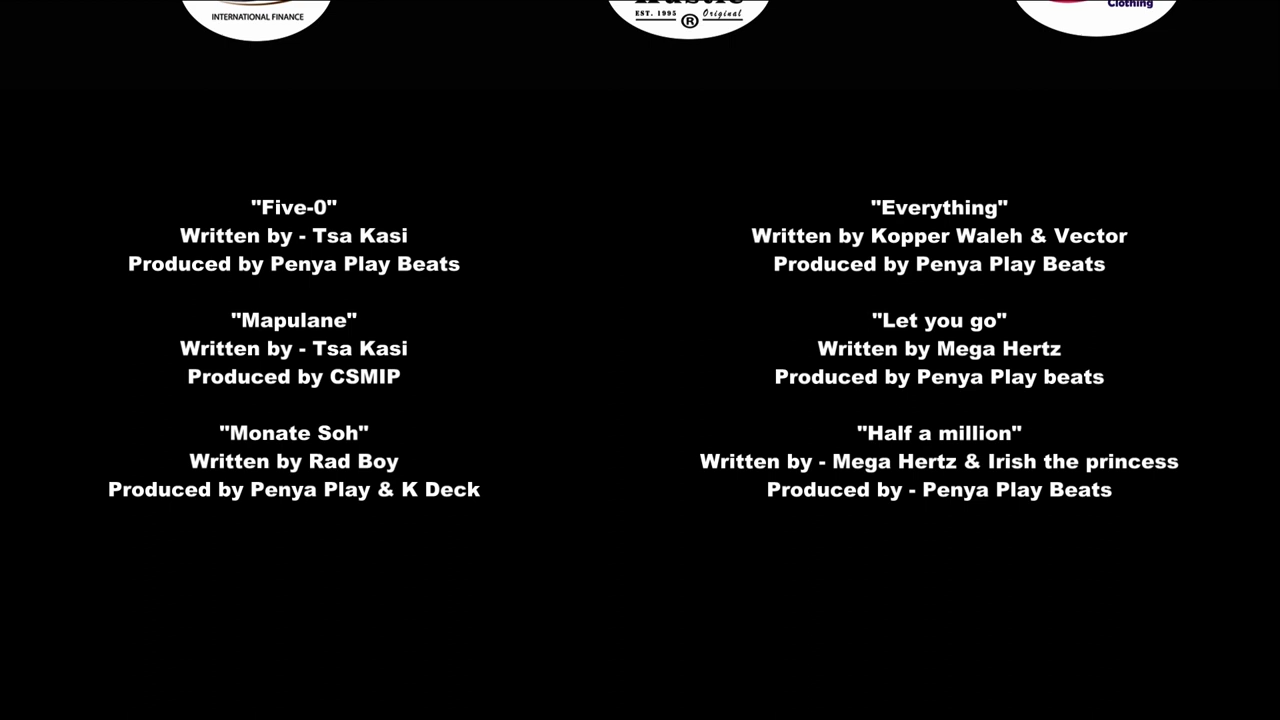 INTERNATIONAL FINANCE
EST. 1995 Original
®
Clothing
"Five-0"
Written by - Tsa Kasi
Produced by Penya Play Beats
"Mapulane"
Written by - Tsa Kasi
Produced by CSMIP
"Monate Soh"
Written by Rad Boy
Produced by Penya Play & K Deck
"Everything"
Written by Kopper Waleh & Vector
Produced by Penya Play Beats
"Let you go"
Written by Mega Hertz
Produced by Penya Play beats
"Half a million"
Written by - Mega Hertz & Irish the princess
Produced by - Penya Play Beats